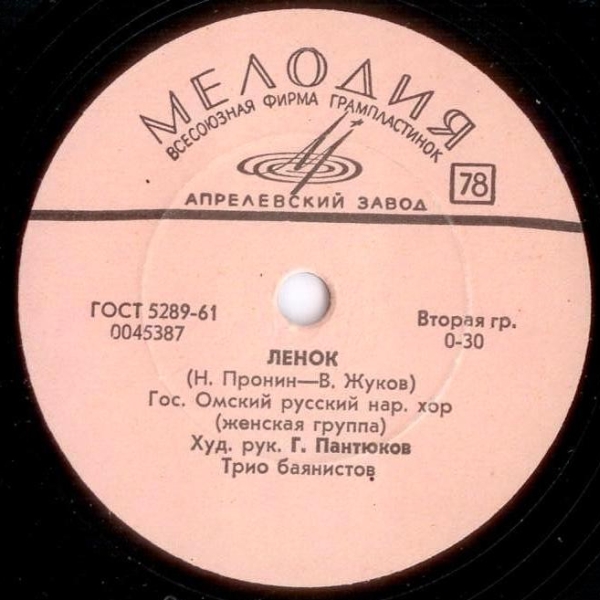 МЕЛОДИЯ
ВСЕСОЮЗНАЯ ФИРМА ГРАМПЛАСТИНОК
АПРЕЛЕВСКИЙ ЗАВОД
78
ГОСТ 5289-61
0045387
Вторая гр.
0-30
ЛЕНОК
(Н. Пронин—В. Жуков)
Гос. Омский русский нар. хор
(женская группа)
Худ. рук. Г. Пантюков
Трио баянистов